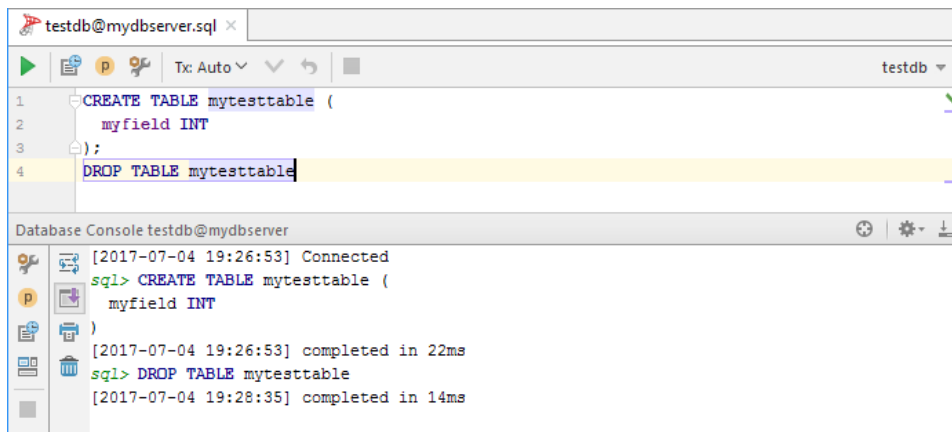 testdb@mydbserver.sql
Tx: Auto
testdb
1 CREATE TABLE mytesttable (
2 myfield INT
3 );
4 DROP TABLE mytesttable
Database Console testdb@mydbserver
[2017-07-04 19:26:53] Connected
sql> CREATE TABLE mytesttable (
myfield INT
)
[2017-07-04 19:26:53] completed in 22ms
sql> DROP TABLE mytesttable
[2017-07-04 19:28:35] completed in 14ms